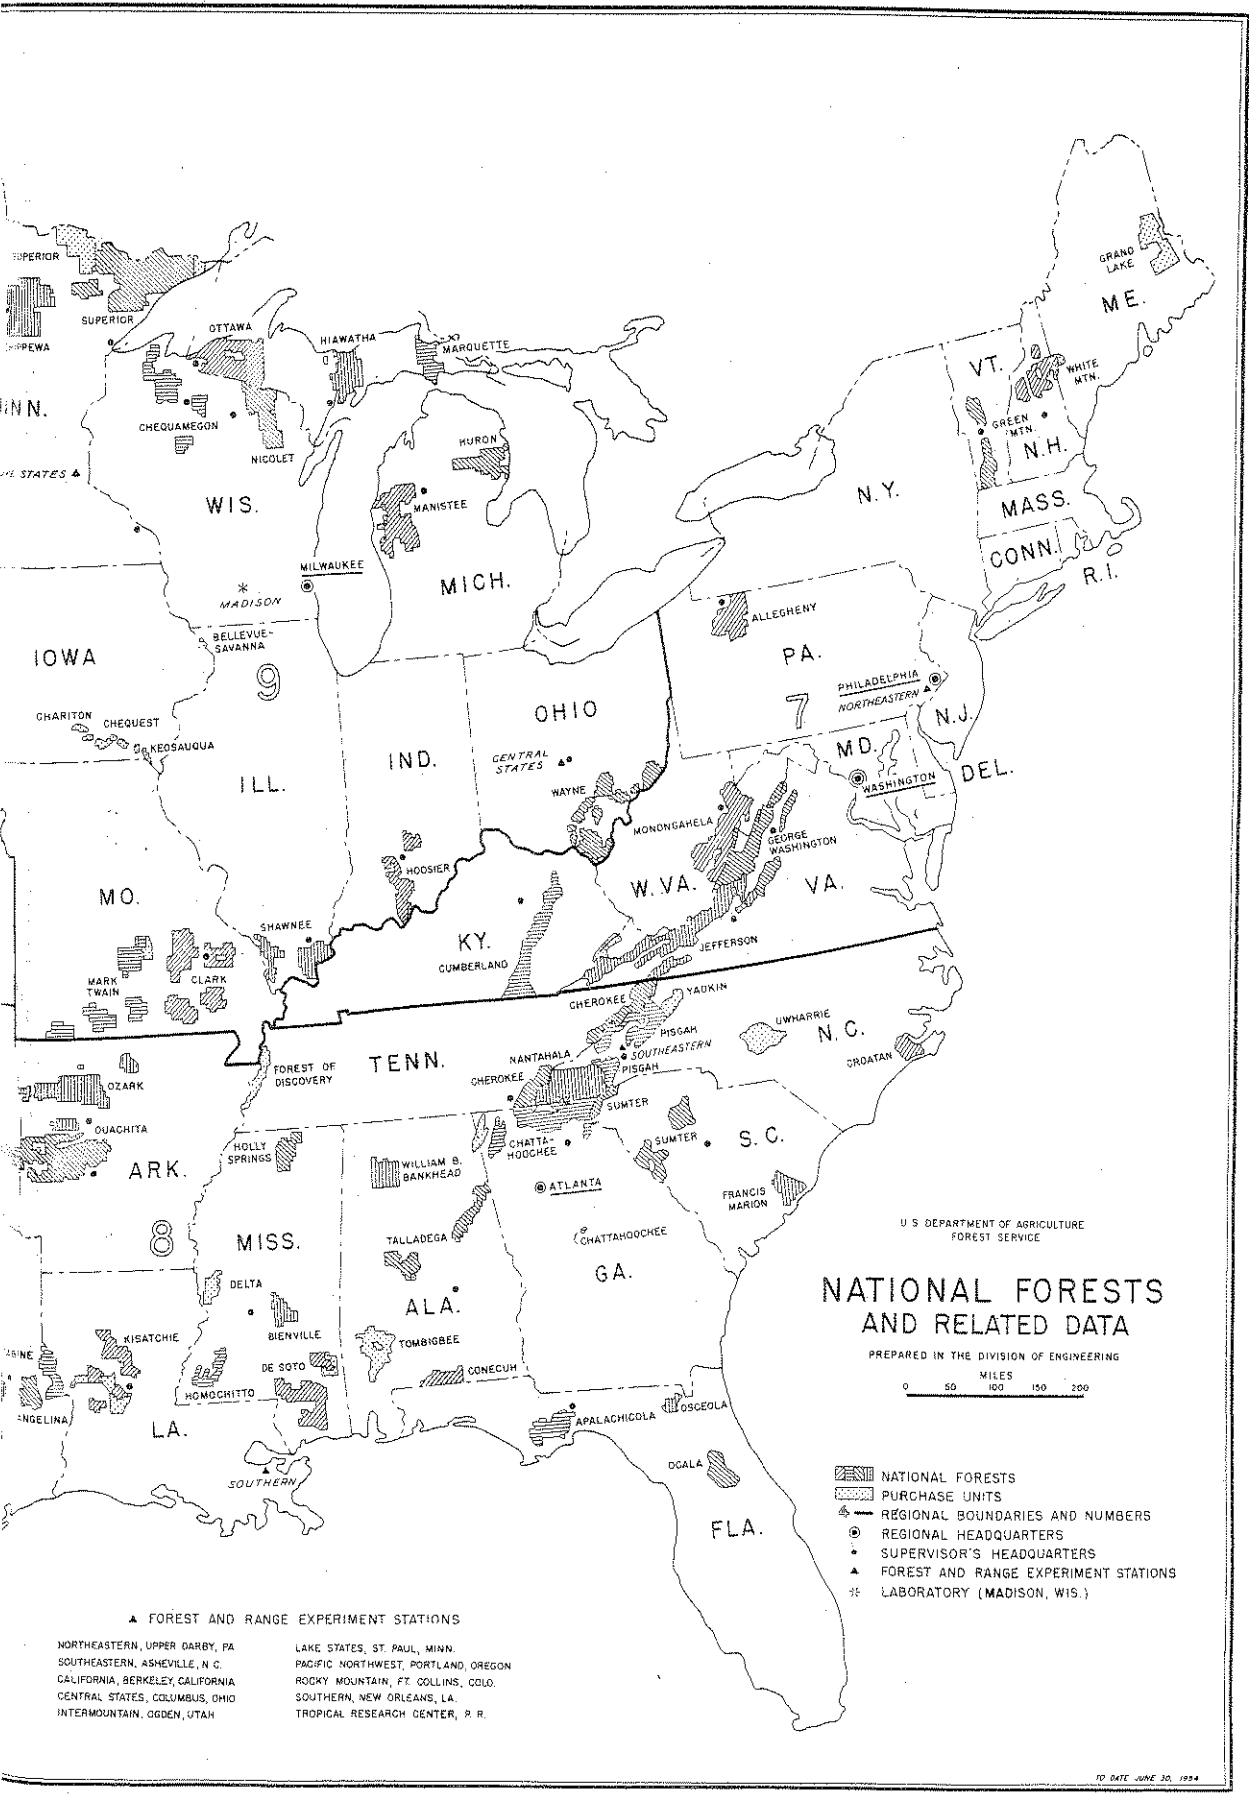 SUPERIOR
SUPERIOR
OTTAWA
HIAWATHA
MARQUETTE
CHEQUAMEGON
NICOLET
HURON
MANISTEE
WIS.
MICH.
MILWAUKEE
MADISON
GRAND
LAKE
ME.
VT.
WHITE
MTN.
GREEN
MTN.
N.H.
N.Y.
MASS.
CONN.
R.I.
BELLEVUE-
SAVANNA
IOWA
9
CHARITON
CHEQUEST
KEOSAUQUA
ILL.
IND.
OHIO
CENTRAL
STATES
WAYNE
ALLEGHENY
PA.
7
PHILADELPHIA
NORTHEASTERN
N.J.
MD.
DEL.
WASHINGTON
MONONGAHELA
GEORGE
WASHINGTON
W.VA.
VA.
HOOSIER
MO.
SHAWNEE
KY.
CUMBERLAND
JEFFERSON
MARK
TWAIN
CLARK
CHEROKEE
YADKIN
UWHARRIE
N.C.
CROATAN
PISGAH
SOUTHEASTERN
PISGAH
NANTAHALA
CHEROKEE
TENN.
FOREST OF
DISCOVERY
OZARK
OUACHITA
ARK.
HOLLY
SPRINGS
WILLIAM B.
BANKHEAD
CHATTA-
HOOCHEE
SUMTER
SUMTER
S.C.
ATLANTA
FRANCIS
MARION
CHATTAHOOCHEE
GA.
8
MISS.
TALLADEGA
ALA.
DELTA
BIENVILLE
TOMBIGBEE
KISATCHIE
DE SOTO
CONECUH
HOMOCHITTO
ANGELINA
LA.
SOUTHERN
APALACHICOLA
OSCEOLA
OCALA
FLA.
U S DEPARTMENT OF AGRICULTURE
FOREST SERVICE
NATIONAL FORESTS
AND RELATED DATA
PREPARED IN THE DIVISION OF ENGINEERING
MILES
0 50 100 150 200
NATIONAL FORESTS
PURCHASE UNITS
4 REGIONAL BOUNDARIES AND NUMBERS
REGIONAL HEADQUARTERS
SUPERVISOR'S HEADQUARTERS
FOREST AND RANGE EXPERIMENT STATIONS
LABORATORY (MADISON, WIS.)
FOREST AND RANGE EXPERIMENT STATIONS
NORTHEASTERN, UPPER DARBY, PA
SOUTHEASTERN, ASHEVILLE, N C.
CALIFORNIA, BERKELEY, CALIFORNIA
CENTRAL STATES, COLUMBUS, OHIO
INTERMOUNTAIN, OGDEN, UTAH
LAKE STATES, ST. PAUL, MINN.
PACIFIC NORTHWEST, PORTLAND, OREGON
ROCKY MOUNTAIN, FT. COLLINS, COLO.
SOUTHERN, NEW ORLEANS, LA.
TROPICAL RESEARCH CENTER, P. R.
TO DATE JUNE 30, 1954